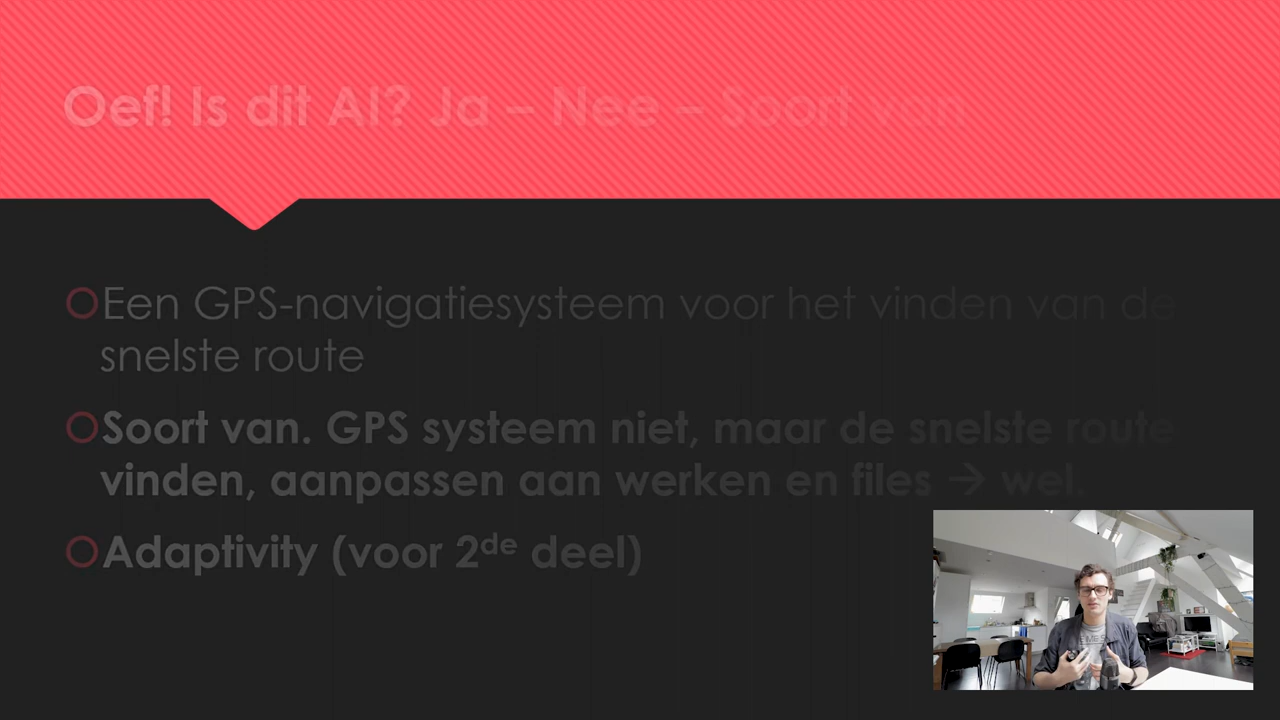 Oef! Is dit AI? Ja – Nee – Soort van
Een GPS-navigatiesysteem voor het vinden van de
snelste route
Soort van. GPS systeem niet, maar de snelste route
vinden, aanpassen aan werken en files → wel.
Adaptivity (voor 2de deel)